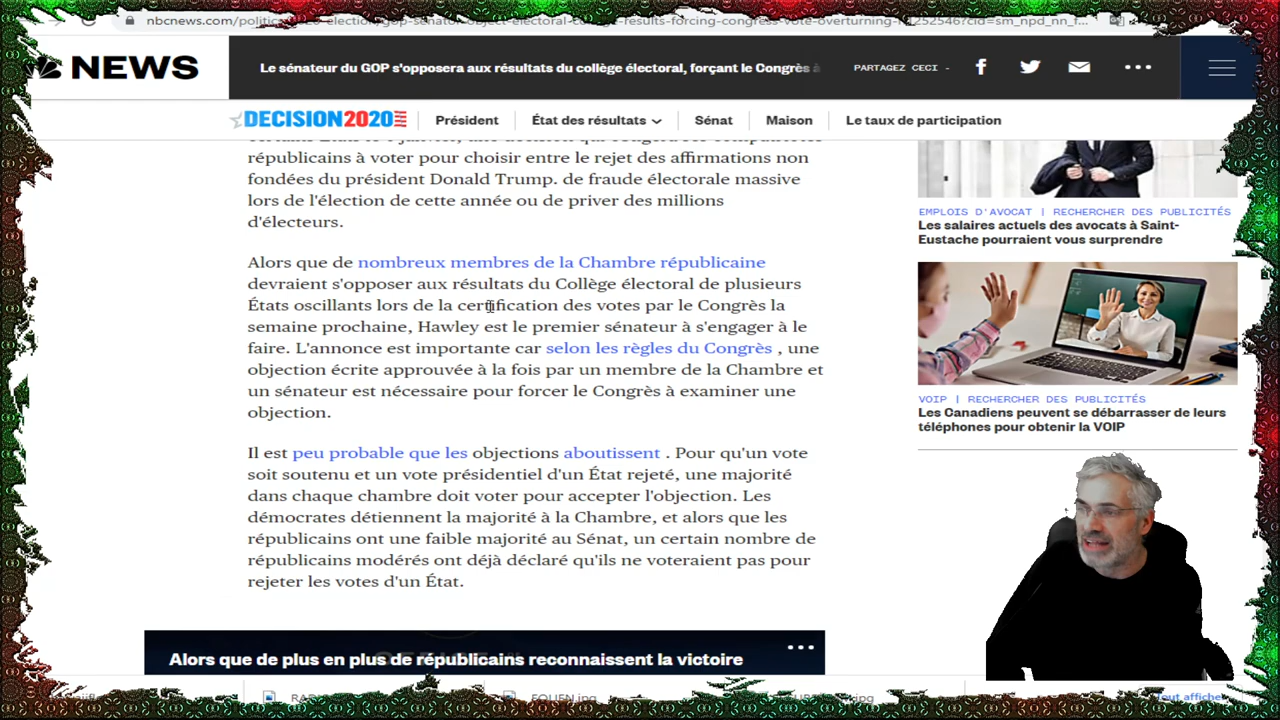 NEWS
Le sénateur du GOP s'opposera aux résultats du collège électoral, forçant le Congrès à
PARTAGEZ CECI -
DECISION2020
Président
État des résultats
Sénat
Maison
Le taux de participation
républicains à voter pour choisir entre le rejet des affirmations non
fondées du président Donald Trump. de fraude électorale massive
lors de l'élection de cette année ou de priver des millions
d'électeurs.
Alors que de nombreux membres de la Chambre républicaine
devraient s'opposer aux résultats du Collège électoral de plusieurs
États oscillants lors de la certification des votes par le Congrès la
semaine prochaine, Hawley est le premier sénateur à s'engager à le
faire. L'annonce est importante car selon les règles du Congrès , une
objection écrite approuvée à la fois par un membre de la Chambre et
un sénateur est nécessaire pour forcer le Congrès à examiner une
objection.
Il est peu probable que les objections aboutissent . Pour qu'un vote
soit soutenu et un vote présidentiel d'un État rejeté, une majorité
dans chaque chambre doit voter pour accepter l'objection. Les
démocrates détiennent la majorité à la Chambre, et alors que les
républicains ont une faible majorité au Sénat, un certain nombre de
républicains modérés ont déjà déclaré qu'ils ne voteraient pas pour
rejeter les votes d'un État.
Alors que de plus en plus de républicains reconnaissent la victoire
EMPLOIS D'AVOCAT | RECHERCHER DES PUBLICITÉS
Les salaires actuels des avocats à Saint-
Eustache pourraient vous surprendre
VOIP | RECHERCHER DES PUBLICITÉS
Les Canadiens peuvent se débarrasser de leurs
téléphones pour obtenir la VOIP